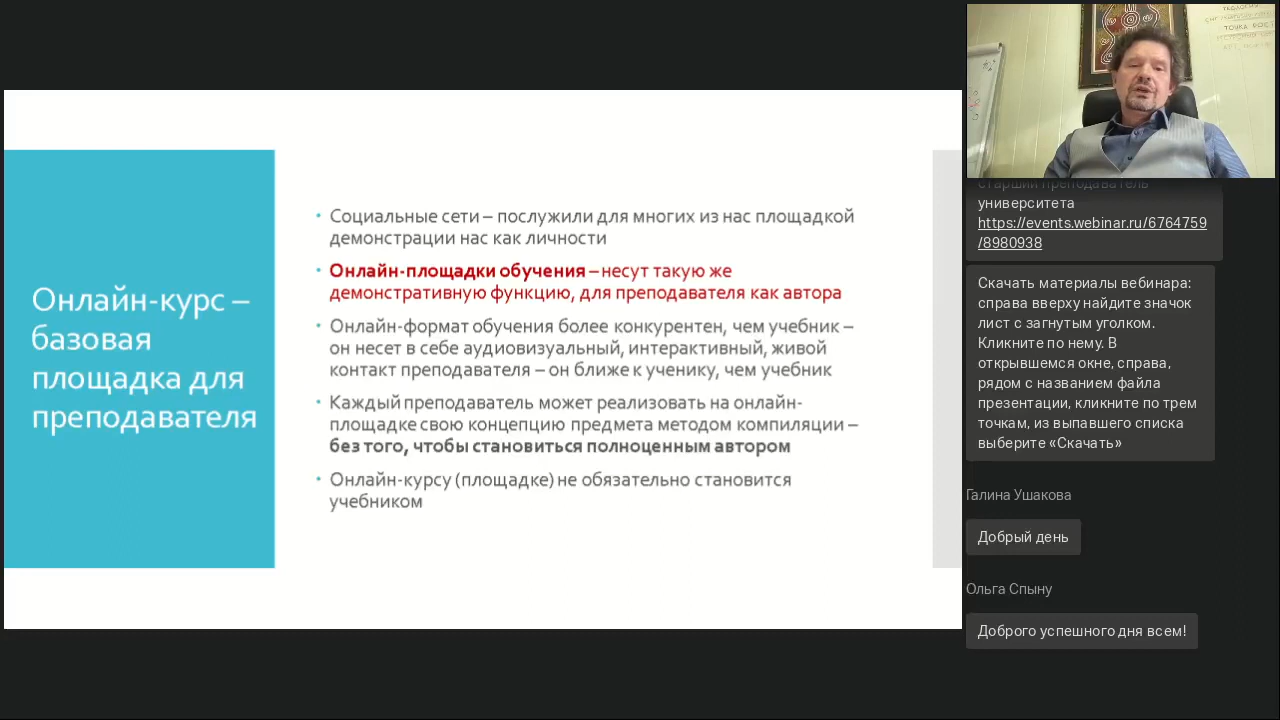 Онлайн-курс –
базовая
площадка для
преподавателя
• Социальные сети – послужили для многих из нас площадкой
демонстрации нас как личности
• Онлайн-площадки обучения – несут такую же
демонстративную функцию, для преподавателя как автора
• Онлайн-формат обучения более конкурентен, чем учебник –
он несет в себе аудиовизуальный, интерактивный, живой
контакт преподавателя – он ближе к ученику, чем учебник
• Каждый преподаватель может реализовать на онлайн-
площадке свою концепцию предмета методом компиляции –
без того, чтобы становиться полноценным автором
• Онлайн-курсу (площадке) не обязательно становится
учебником
ТОЧКА РОСТ
старший преподаватель
университета
https://events.webinar.ru/6764759
/8980938
Скачать материалы вебинара:
справа вверху найдите значок
лист с загнутым уголком.
Кликните по нему. В
открывшемся окне, справа,
рядом с названием файла
презентации, кликните по трем
точкам, из выпавшего списка
выберите «Скачать»
Галина Ушакова
Добрый день
Ольга Спыну
Доброго успешного дня всем!